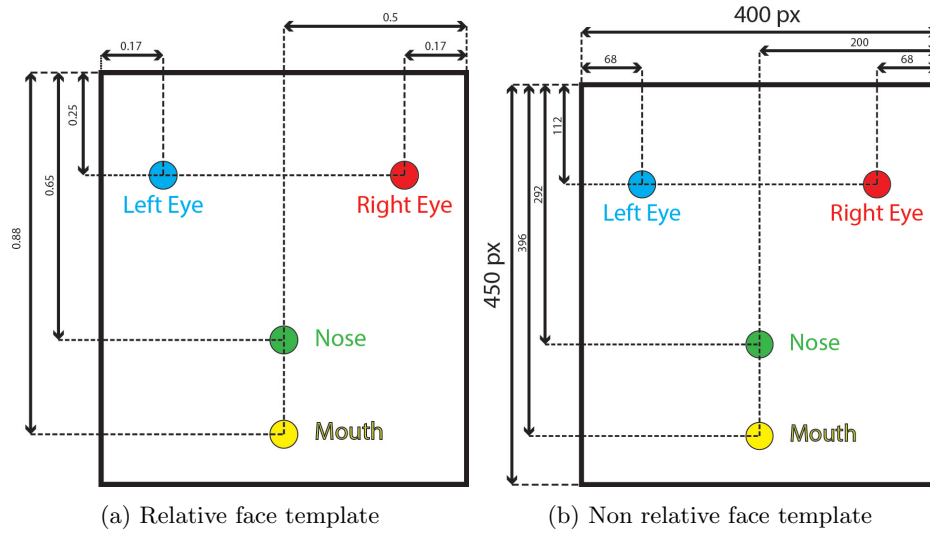 0.5
0.17
0.17
0.25
0.65
0.88
Left Eye
Right Eye
Nose
Mouth
(a) Relative face template
400 px
200
68
68
112
292
396
450 px
Left Eye
Right Eye
Nose
Mouth
(b) Non relative face template